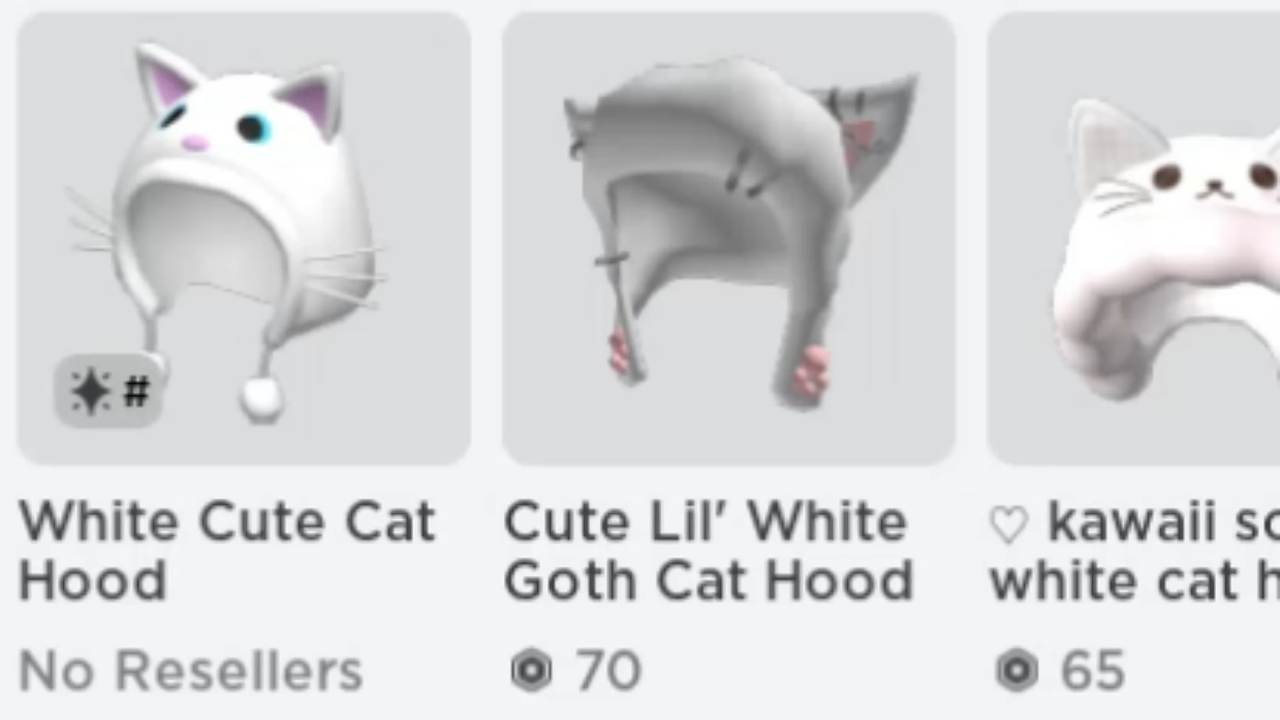 #
White Cute Cat
Hood
No Resellers
Cute Lil' White
Goth Cat Hood
70
♡ kawaii
white cat
65